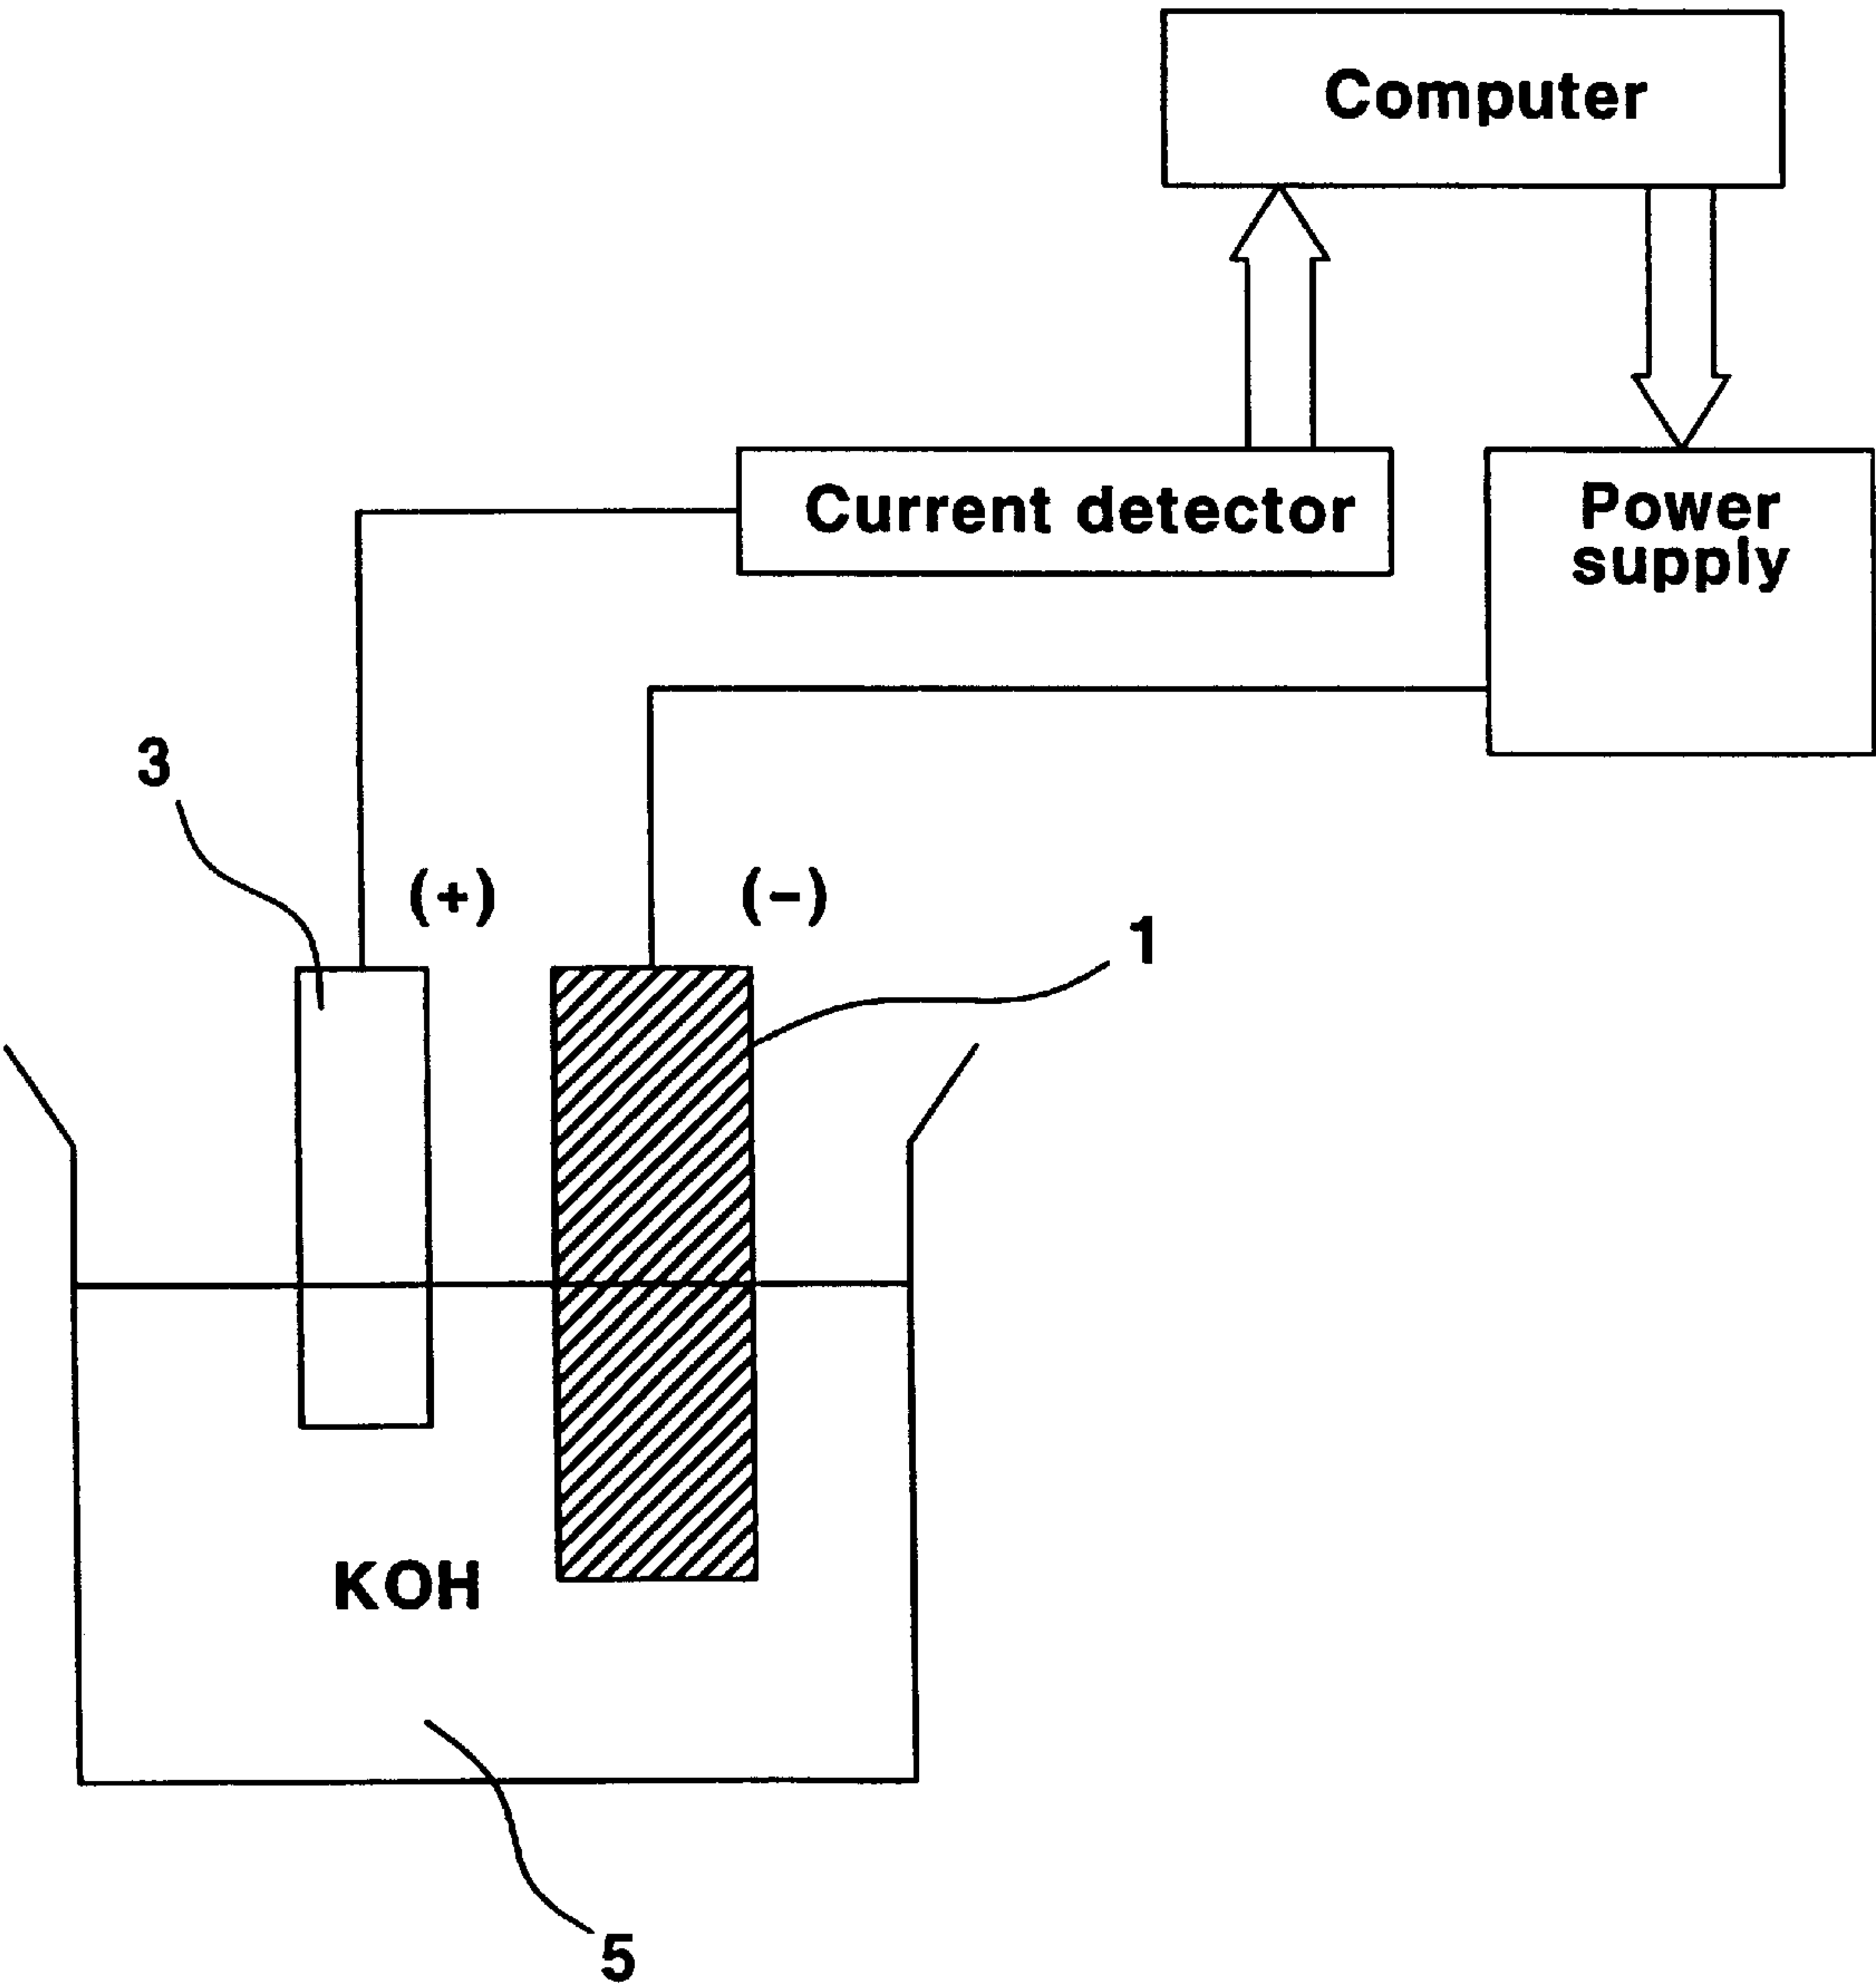 Computer
Current detector
Power
supply
3
(+)
(-)
1
KOH
5